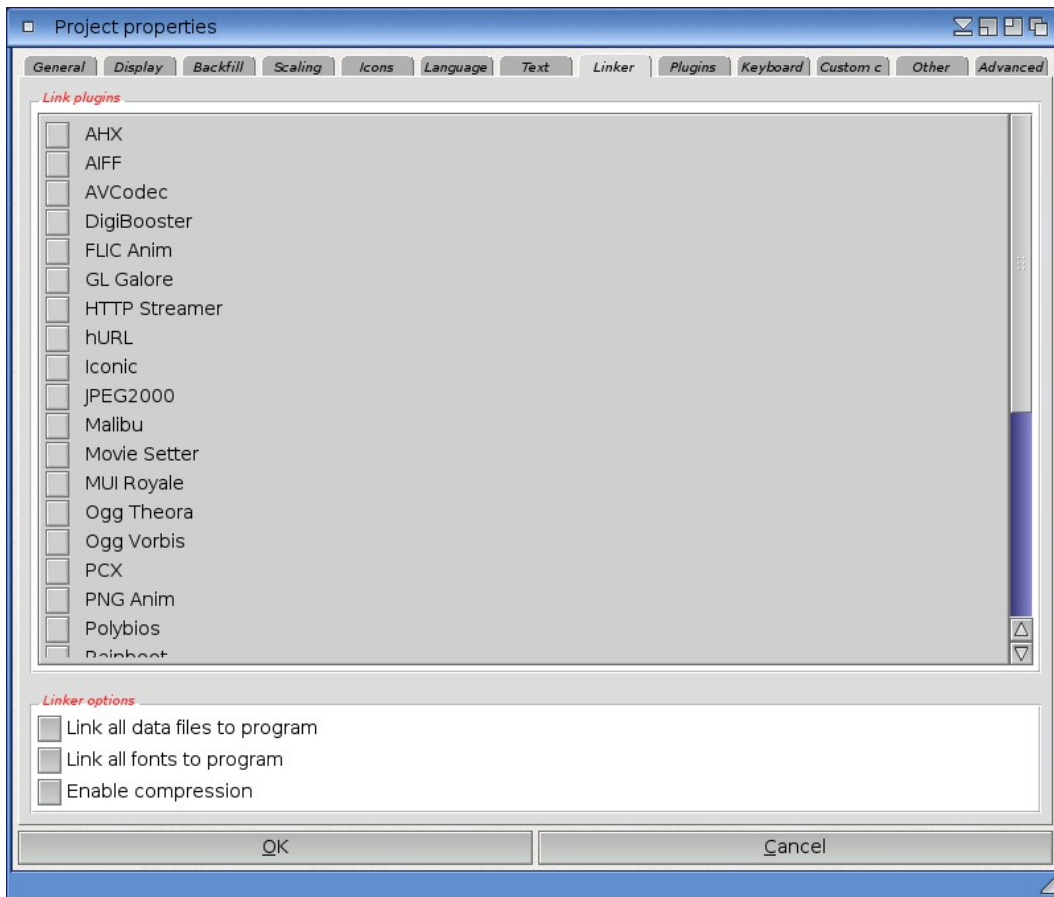 Project properties
General Display Backfill Scaling Icons Language Text Linker Plugins Keyboard Custom c Other Advanced
Link plugins
AHX
AIFF
AVCodec
DigiBooster
FLIC Anim
GL Galore
HTTP Streamer
hURL
Iconic
JPEG2000
Malibu
Movie Setter
MUI Royale
Ogg Theora
Ogg Vorbis
PCX
PNG Anim
Polybios
Linker options
Link all data files to program
Link all fonts to program
Enable compression
OK Cancel